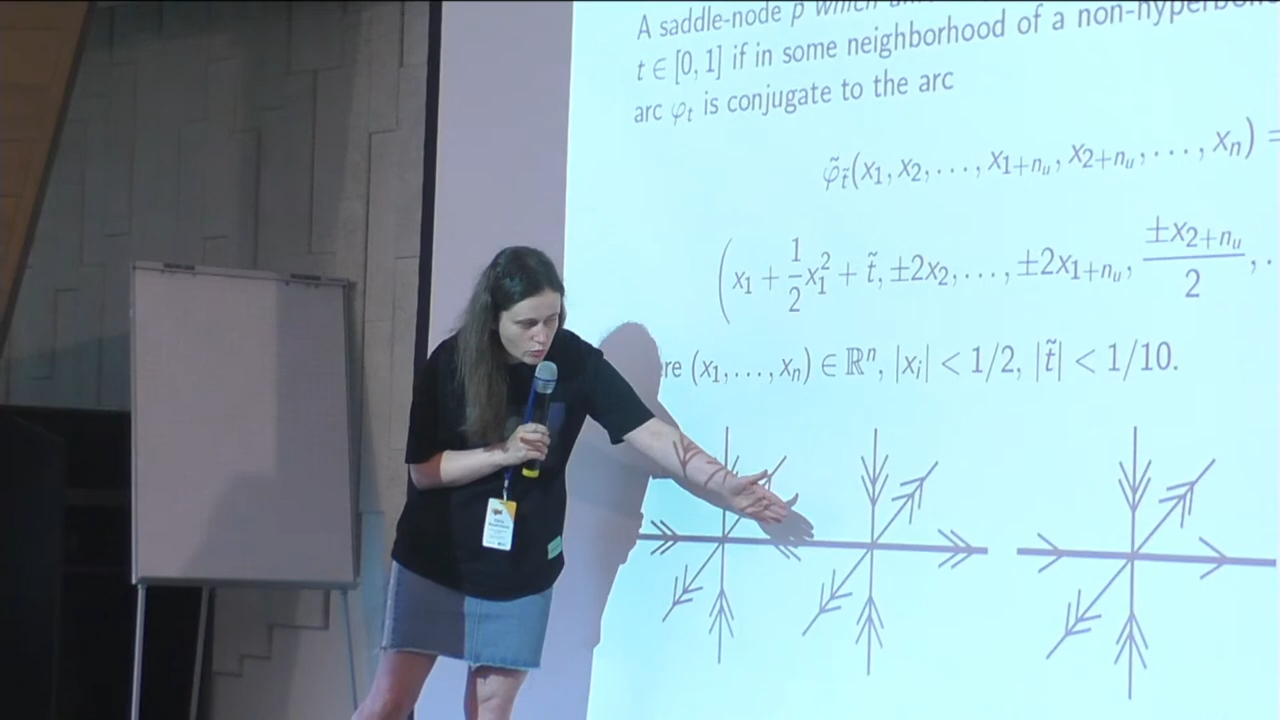 A saddle-node p which
t ∈ [0, 1] if in some neighborhood of a non-hyperbolic
arc φ_t is conjugate to the arc
φ̃_t̃(x_1, x_2, . . . , x_{1+n_u}, x_{2+n_u}, . . . , x_n) =
(x_1 + 1/2 x_1^2 + t̃, ±2x_2, . . . , ±2x_{1+n_u}, ±x_{2+n_u}/2, .
re (x_1, . . . , x_n) ∈ ℝ^n, |x_i| < 1/2, |t̃| < 1/10.